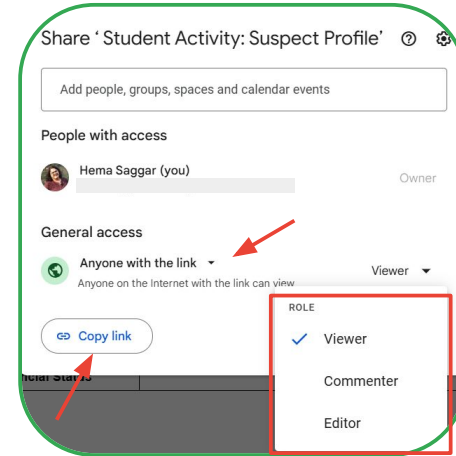 Share ‘ Student Activity: Suspect Profile’
Add people, groups, spaces and calendar events
People with access
Hema Saggar (you)
Owner
General access
Anyone with the link
Viewer
Anyone on the Internet with the link can view
ROLE
Copy link
Viewer
Commenter
Editor